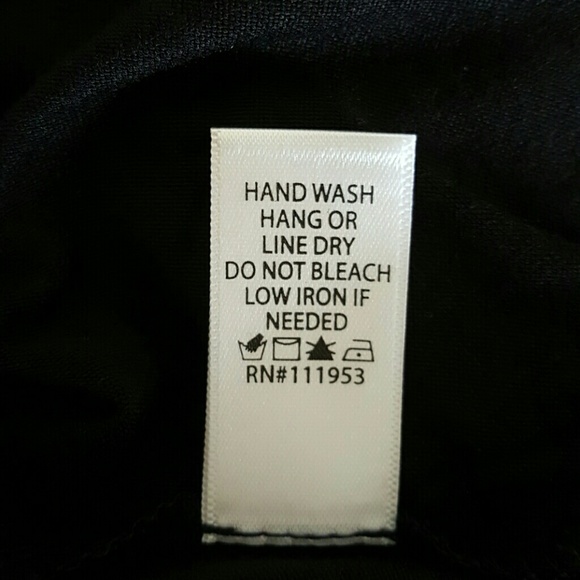 HAND WASH
HANG OR
LINE DRY
DO NOT BLEACH
LOW IRON IF
NEEDED
RN#111953